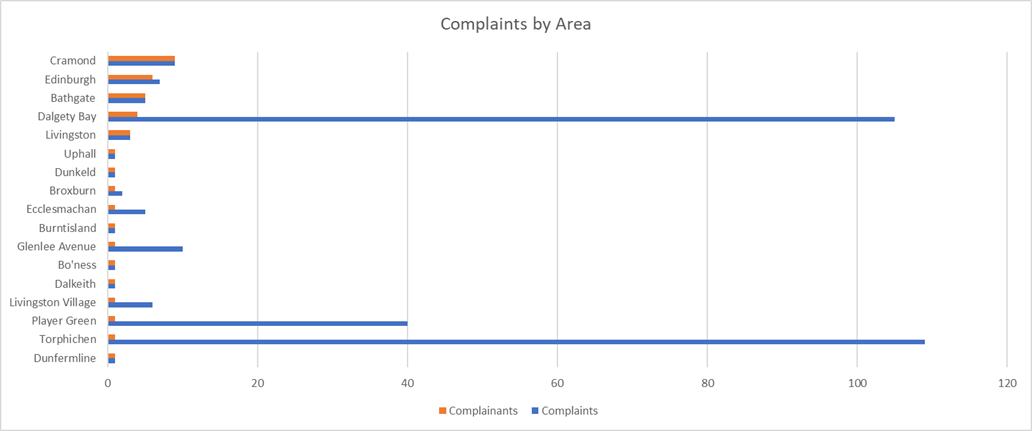 Complaints by Area
Cramond
Edinburgh
Bathgate
Dalgety Bay
Livingston
Uphall
Dunkeld
Broxburn
Ecclesmachan
Burntisland
Glenlee Avenue
Bo'ness
Dalkeith
Livingston Village
Player Green
Torphichen
Dunfermline
0 20 40 60 80 100 120
Complainants Complaints